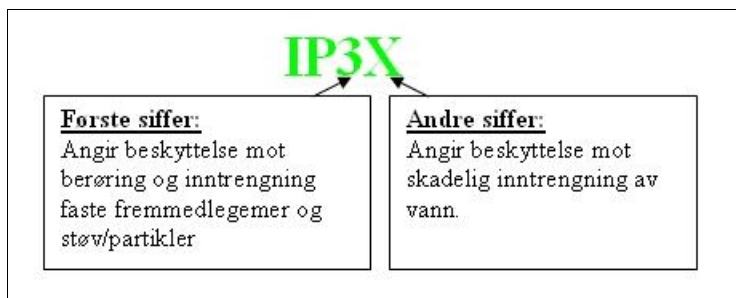 IP3X
Første siffer:
Angir beskyttelse mot
berøring og inntrengning
faste fremmedlegemer og
støv/partikler
Andre siffer:
Angir beskyttelse mot
skadelig inntrengning av
vann.